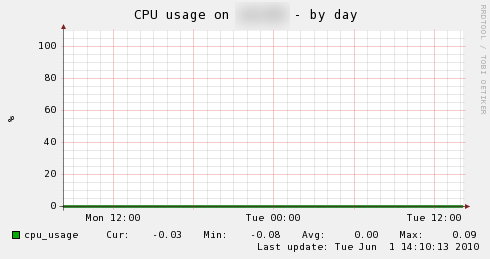 CPU usage on - by day
RRDTOOL / TOBI OETIKER
100
80
60
40
20
0
%
Mon 12:00 Tue 00:00 Tue 12:00
cpu_usage Cur: -0.03 Min: -0.08 Avg: 0.00 Max: 0.09
Last update: Tue Jun 1 14:10:13 2010